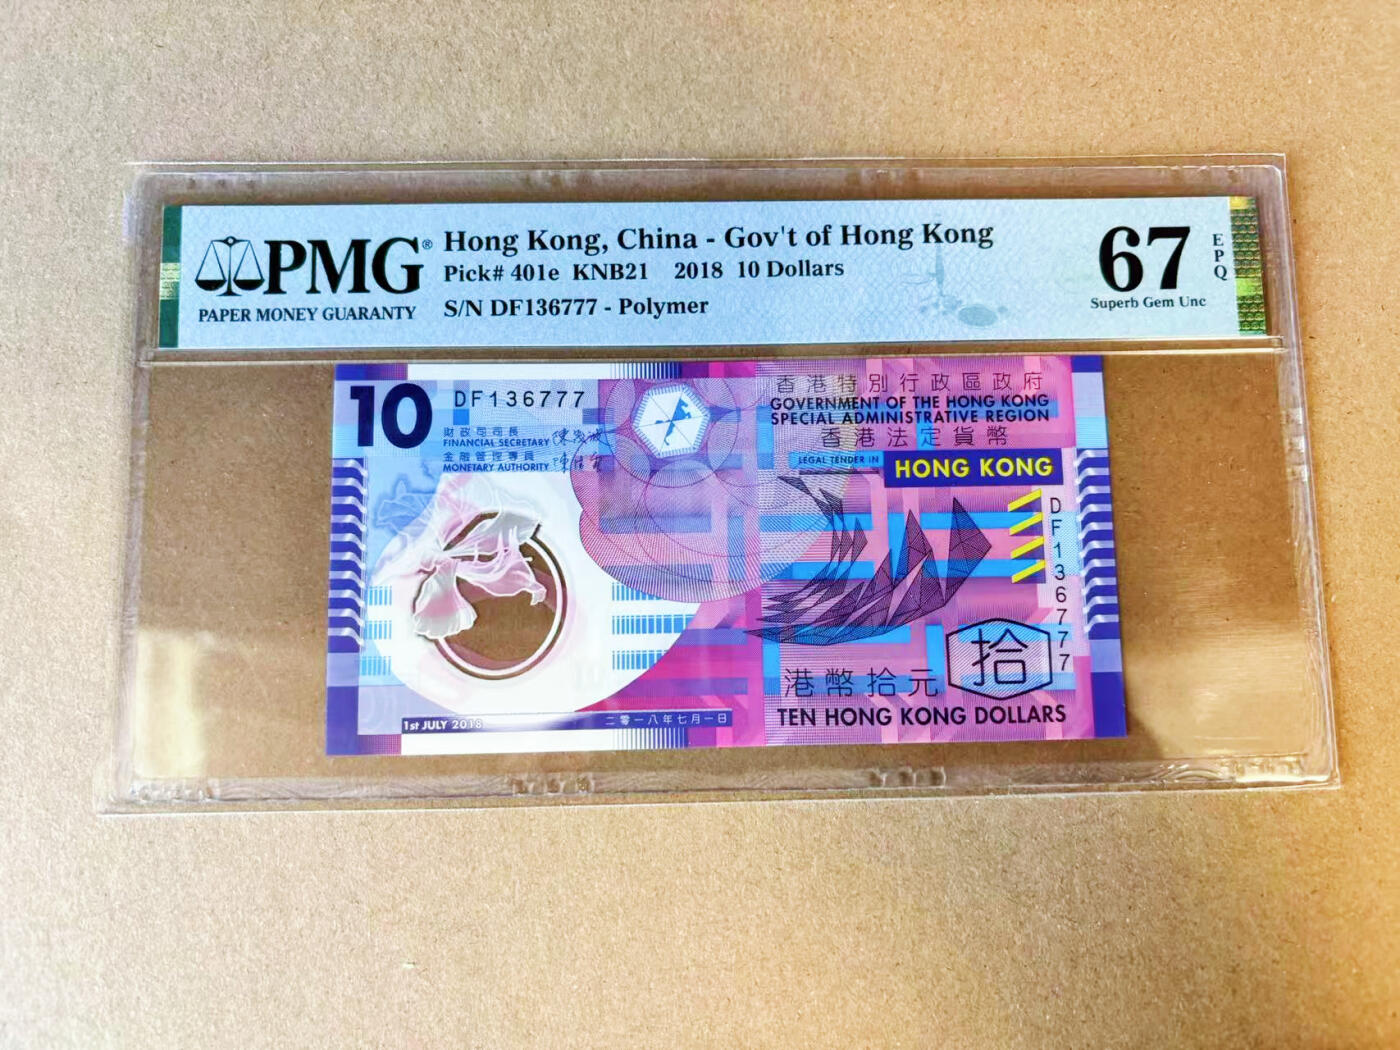 PMG®
PAPER MONEY GUARANTY
Hong Kong, China - Gov't of Hong Kong
Pick# 401e KNB21 2018 10 Dollars
S/N DF136777 - Polymer
67
EPQ
Superb Gem Unc
10
DF136777
財政司司長
FINANCIAL SECRETARY
金融管理專員
MONETARY AUTHORITY
香港特別行政區政府
GOVERNMENT OF THE HONG KONG
SPECIAL ADMINISTRATIVE REGION
香港法定貨幣
LEGAL TENDER IN
HONG KONG
DF136777
拾
港幣拾元
TEN HONG KONG DOLLARS
1st JULY 2018
二零一八年七月一日